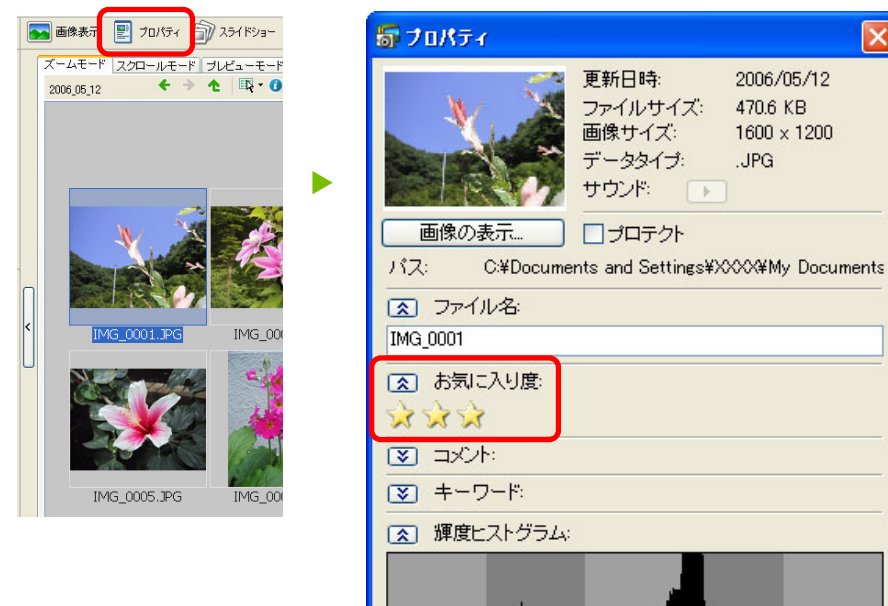 画像表示 プロパティ スライドショー
ズームモード スクロールモード プレビューモード
2006_05_12
IMG_0001.JPG IMG_00
IMG_0005.JPG IMG_00
プロパティ
更新日時: 2006/05/12
ファイルサイズ: 470.6 KB
画像サイズ: 1600 x 1200
データタイプ: .JPG
サウンド:
画像の表示... プロテクト
パス: C:¥Documents and Settings¥XXXX¥My Documents
ファイル名:
IMG_0001
お気に入り度:
コメント:
キーワード:
輝度ヒストグラム: